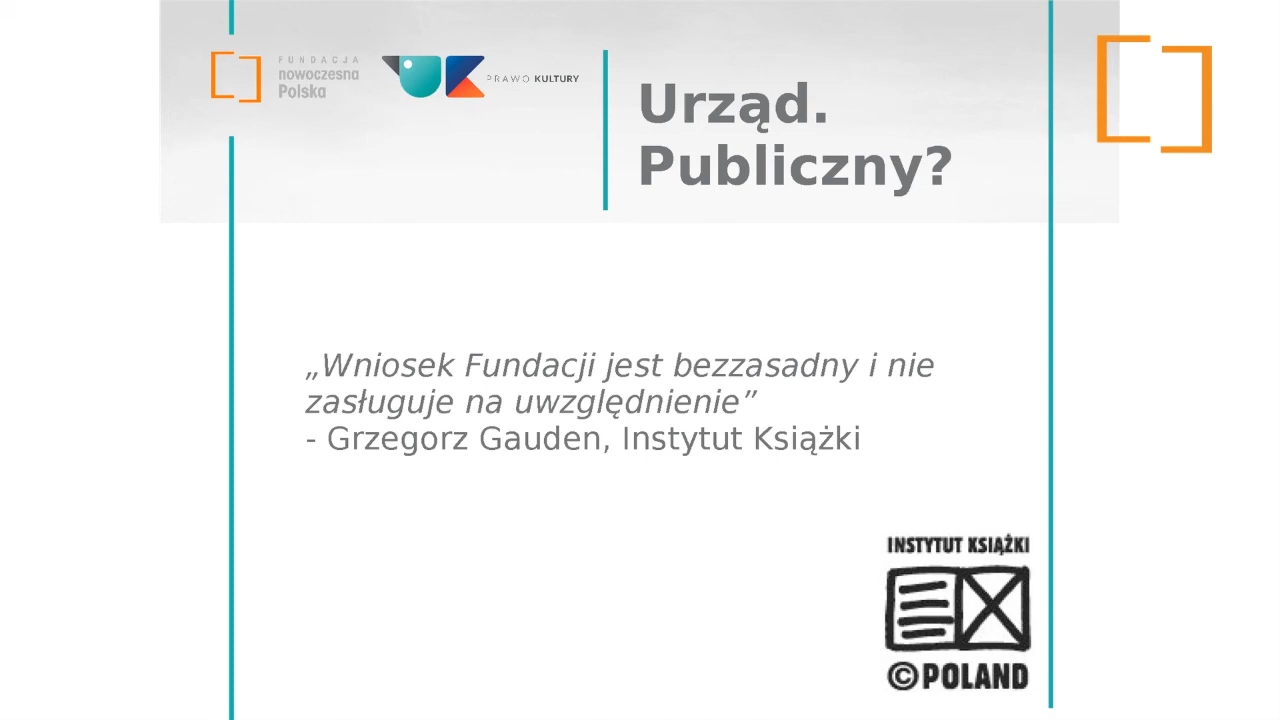 FUNDACJA
nowoczesna
Polska
PRAWO KULTURY
Urząd.
Publiczny?
„Wniosek Fundacji jest bezzasadny i nie
zasługuje na uwzględnienie”
- Grzegorz Gauden, Instytut Książki
INSTYTUT KSIĄŻKI
©POLAND